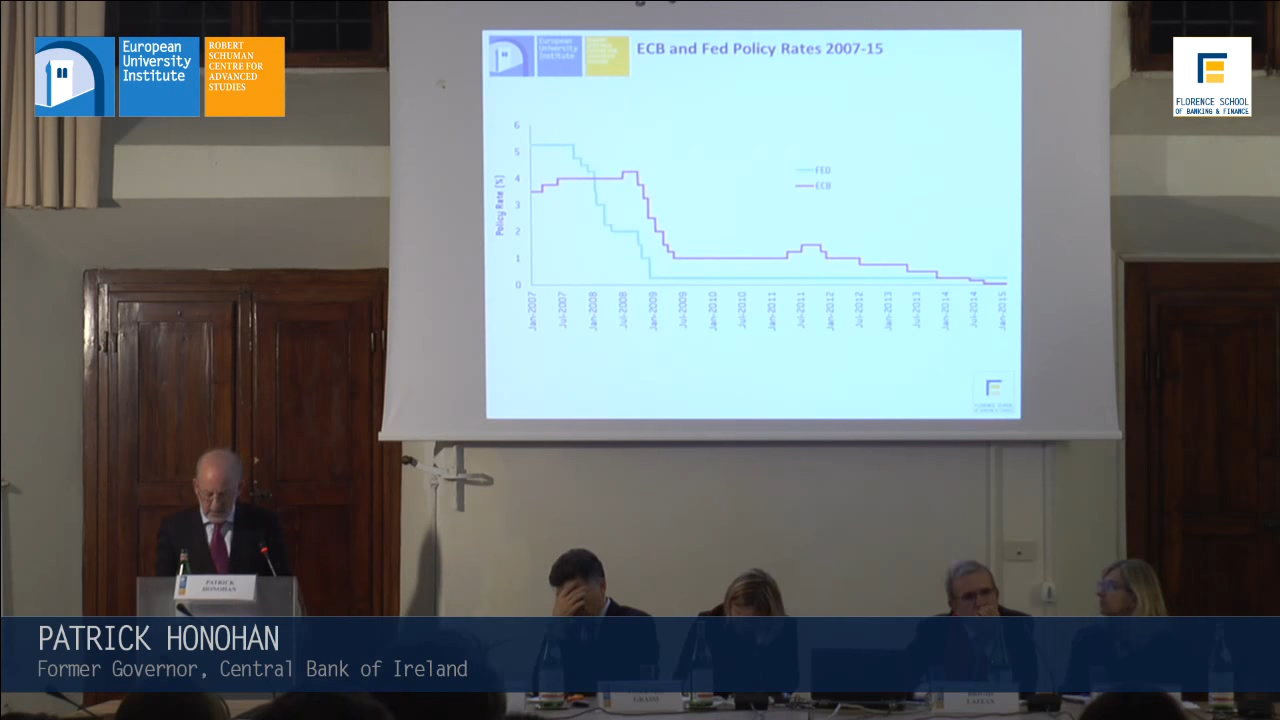 European
University
Institute
ROBERT
SCHUMAN
CENTRE FOR
ADVANCED
STUDIES
FLORENCE SCHOOL
OF BANKING & FINANCE
European
University
Institute
ECB and Fed Policy Rates 2007-15
Policy Rate (%)
6
5
4
3
2
1
0
FED
ECB
Jan-2007
Jul-2007
Jan-2008
Jul-2008
Jan-2009
Jul-2009
Jan-2010
Jul-2010
Jan-2011
Jul-2011
Jan-2012
Jul-2012
Jan-2013
Jul-2013
Jan-2014
Jul-2014
Jan-2015
PATRICK
HONOHAN
PATRICK HONOHAN
Former Governor, Central Bank of Ireland